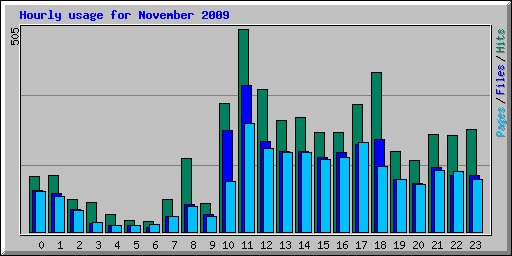 Hourly usage for November 2009
505
Pages/Files/Hits
0 1 2 3 4 5 6 7 8 9 10 11 12 13 14 15 16 17 18 19 20 21 22 23